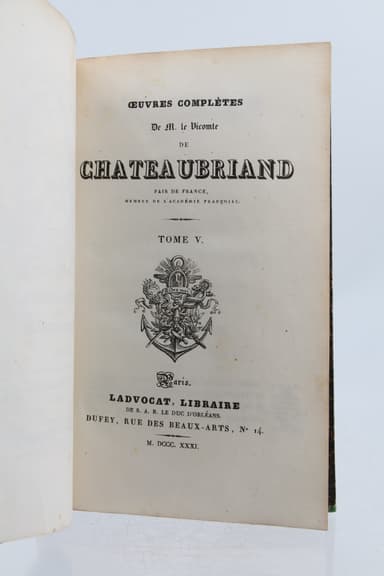 ŒUVRES COMPLÈTES
De M. le Vicomte
DE
CHATEAUBRIAND
PAIR DE FRANCE,
MEMBRE DE L'ACADÉMIE FRANÇOISE.
TOME V.
Paris.
LADVOCAT, LIBRAIRE
DE S. A. R. LE DUC D'ORLÉANS.
DUFEY, RUE DES BEAUX-ARTS, N° 14.
M. DCCC. XXXI.